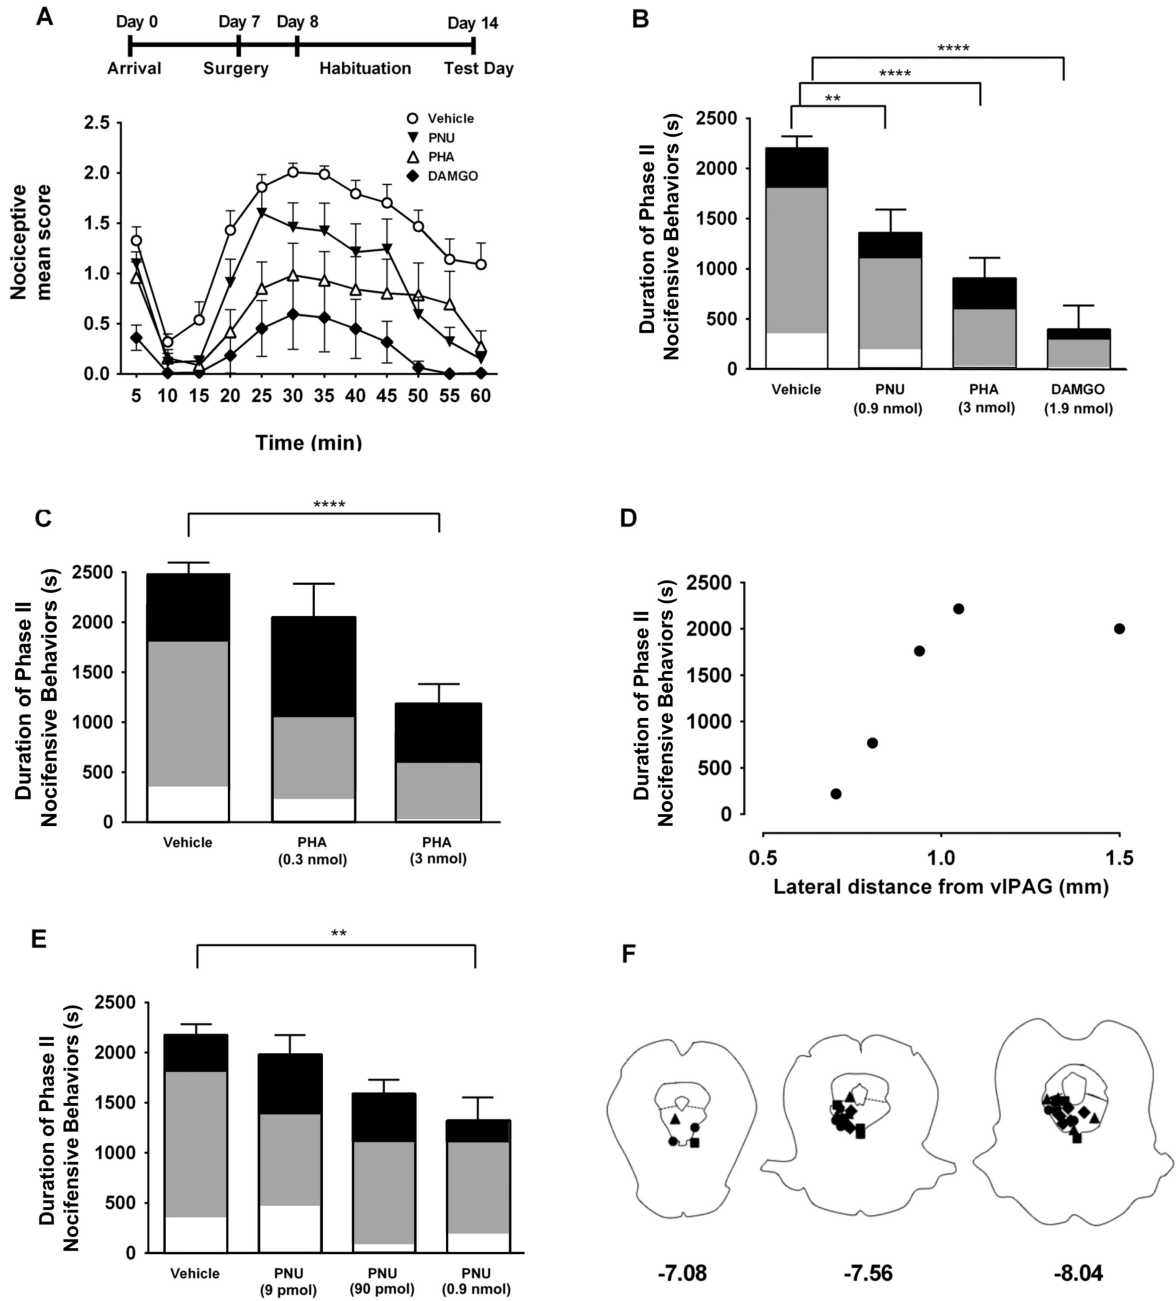 A
Day 0 Day 7 Day 8 Day 14
Arrival Surgery Habituation Test Day
Nociceptive
mean score
2.5
2.0
1.5
1.0
0.5
0.0
Vehicle
PNU
PHA
DAMGO
5 10 15 20 25 30 35 40 45 50 55 60
Time (min)
B
****
****
**
Duration of Phase II
Nocifensive Behaviors (s)
2500
2000
1500
1000
500
0
Vehicle PNU PHA DAMGO
(0.9 nmol) (3 nmol) (1.9 nmol)
C
****
Duration of Phase II
Nocifensive Behaviors (s)
2500
2000
1500
1000
500
0
Vehicle PHA PHA
(0.3 nmol) (3 nmol)
D
Duration of Phase II
Nocifensive Behaviors (s)
2500
2000
1500
1000
500
0
0.5 1.0 1.5
Lateral distance from vlPAG (mm)
E
**
Duration of Phase II
Nocifensive Behaviors (s)
2500
2000
1500
1000
500
0
Vehicle PNU PNU PNU
(9 pmol) (90 pmol) (0.9 nmol)
F
-7.08 -7.56 -8.04